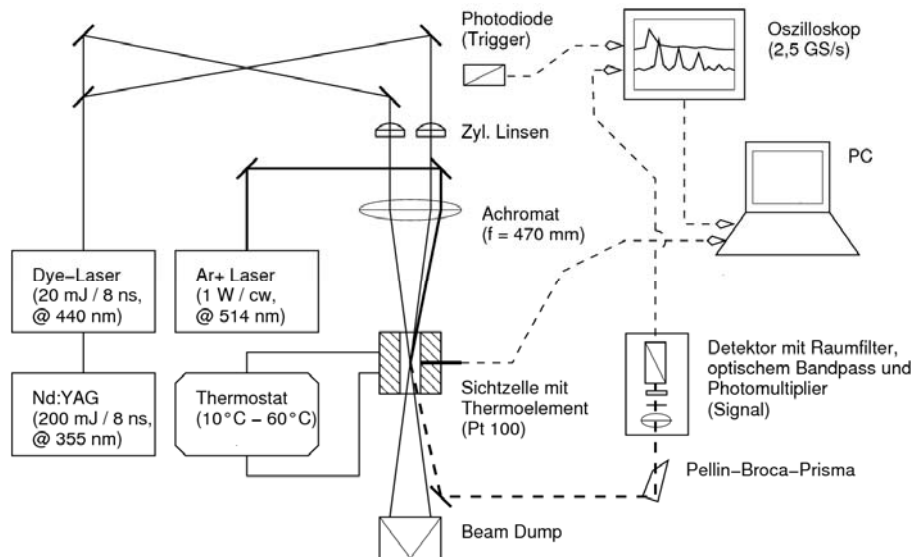 Photodiode
(Trigger)
Oszilloskop
(2,5 GS/s)
Zyl. Linsen
PC
Achromat
(f = 470 mm)
Dye−Laser
(20 mJ / 8 ns,
@ 440 nm)
Ar+ Laser
(1 W / cw,
@ 514 nm)
Nd:YAG
(200 mJ / 8 ns,
@ 355 nm)
Thermostat
(10°C − 60°C)
Sichtzelle mit
Thermoelement
(Pt 100)
Detektor mit Raumfilter,
optischem Bandpass und
Photomultiplier
(Signal)
Pellin−Broca−Prisma
Beam Dump